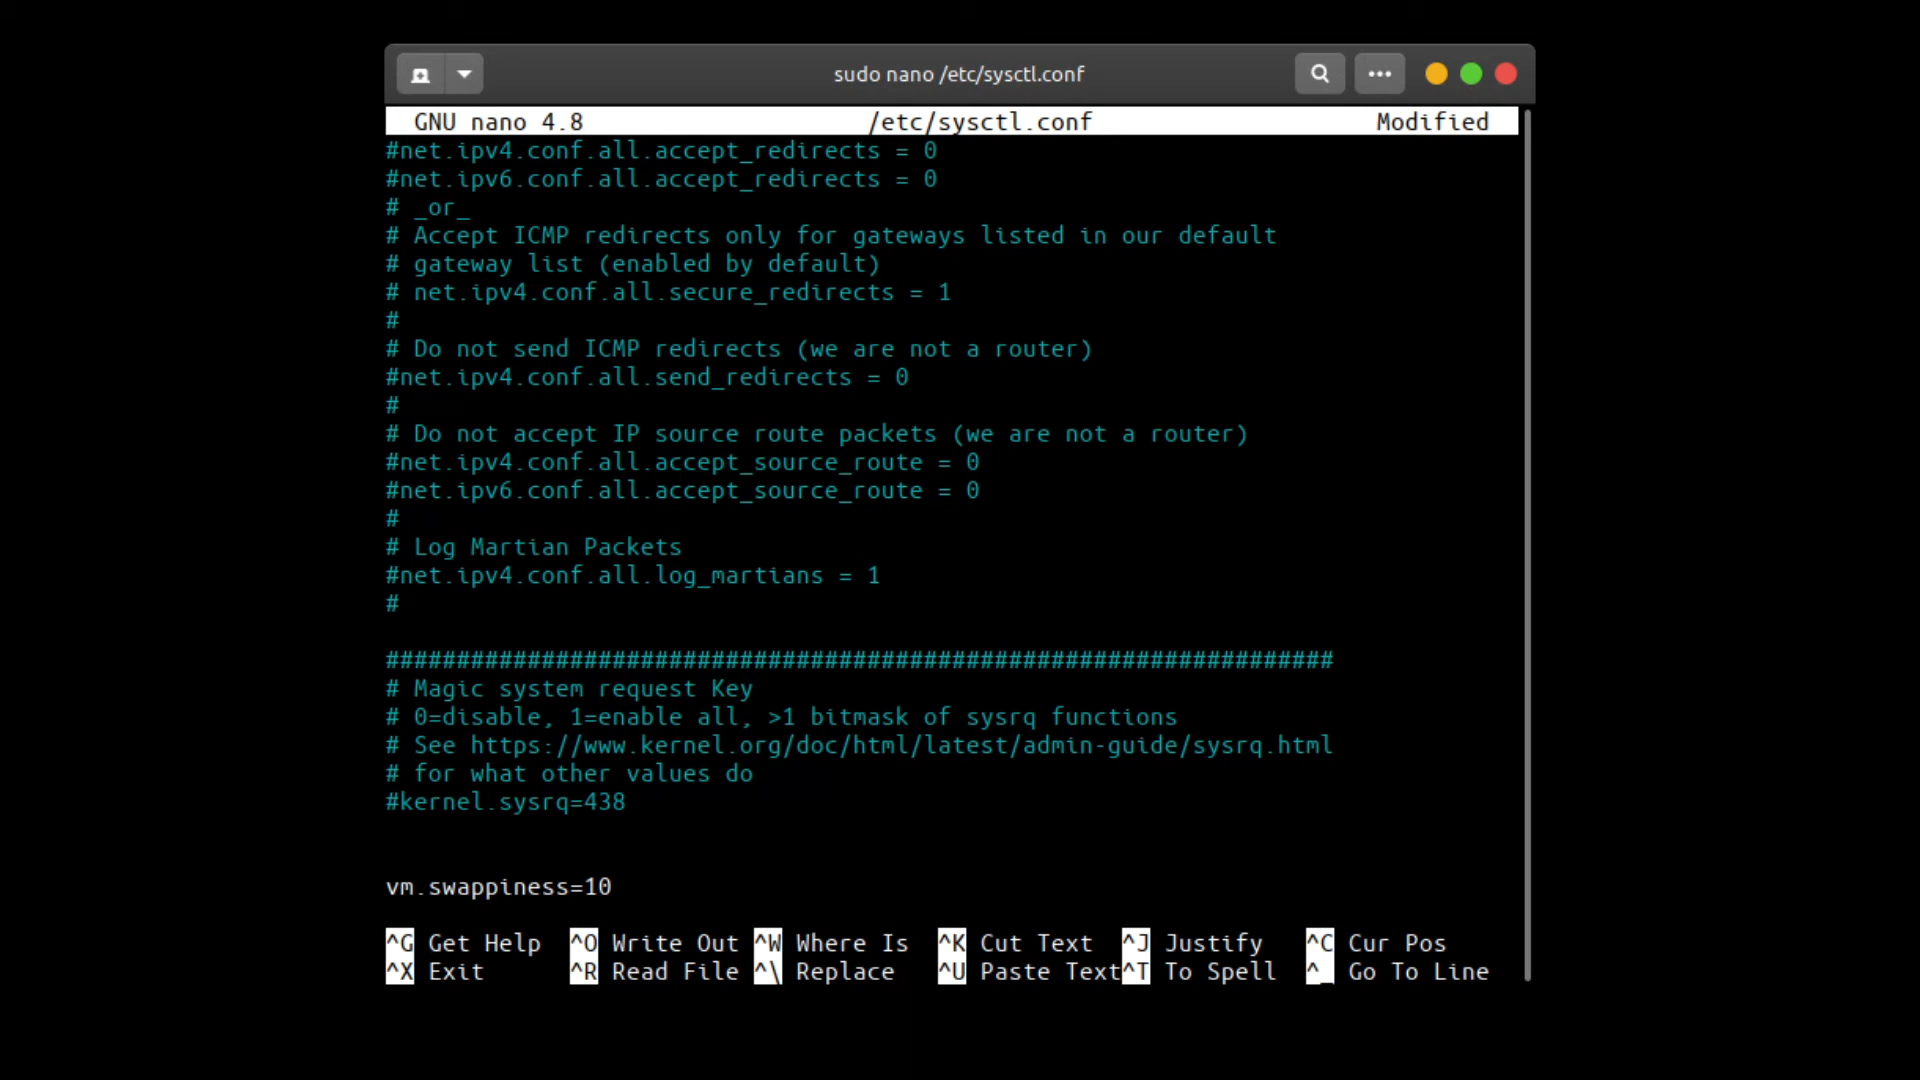 sudo nano /etc/sysctl.conf
GNU nano 4.8 /etc/sysctl.conf Modified
#net.ipv4.conf.all.accept_redirects = 0
#net.ipv6.conf.all.accept_redirects = 0
# _or_
# Accept ICMP redirects only for gateways listed in our default
# gateway list (enabled by default)
# net.ipv4.conf.all.secure_redirects = 1
#
# Do not send ICMP redirects (we are not a router)
#net.ipv4.conf.all.send_redirects = 0
#
# Do not accept IP source route packets (we are not a router)
#net.ipv4.conf.all.accept_source_route = 0
#net.ipv6.conf.all.accept_source_route = 0
#
# Log Martian Packets
#net.ipv4.conf.all.log_martians = 1
#
###################################################################
# Magic system request Key
# 0=disable, 1=enable all, >1 bitmask of sysrq functions
# See https://www.kernel.org/doc/html/latest/admin-guide/sysrq.html
# for what other values do
#kernel.sysrq=438
vm.swappiness=10
^G Get Help ^O Write Out ^W Where Is ^K Cut Text ^J Justify ^C Cur Pos
^X Exit ^R Read File ^\ Replace ^U Paste Text^T To Spell ^_ Go To Line